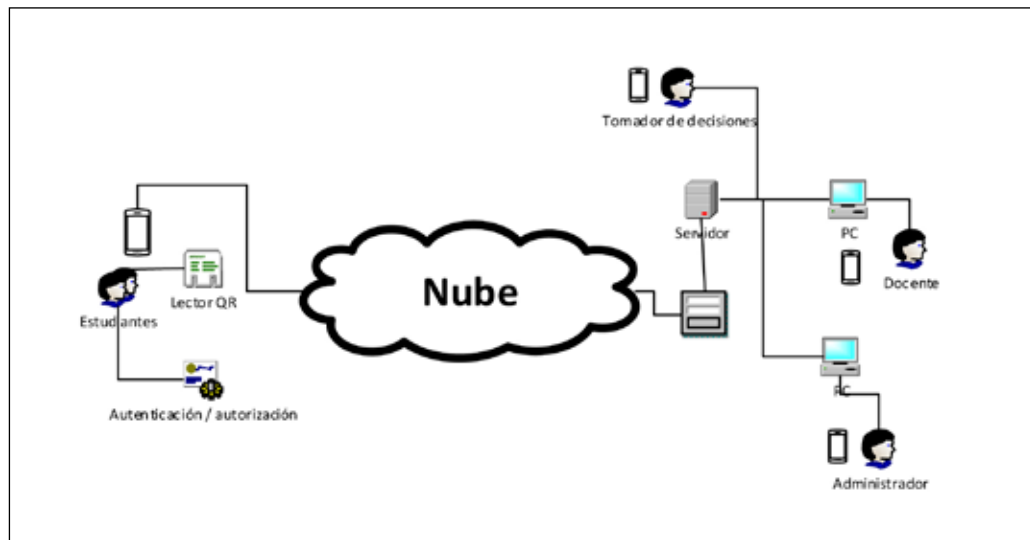 Tomador de decisiones
Servidor
PC
Docente
Nube
Lector QR
Estudiantes
Autenticación / autorización
PC
Administrador